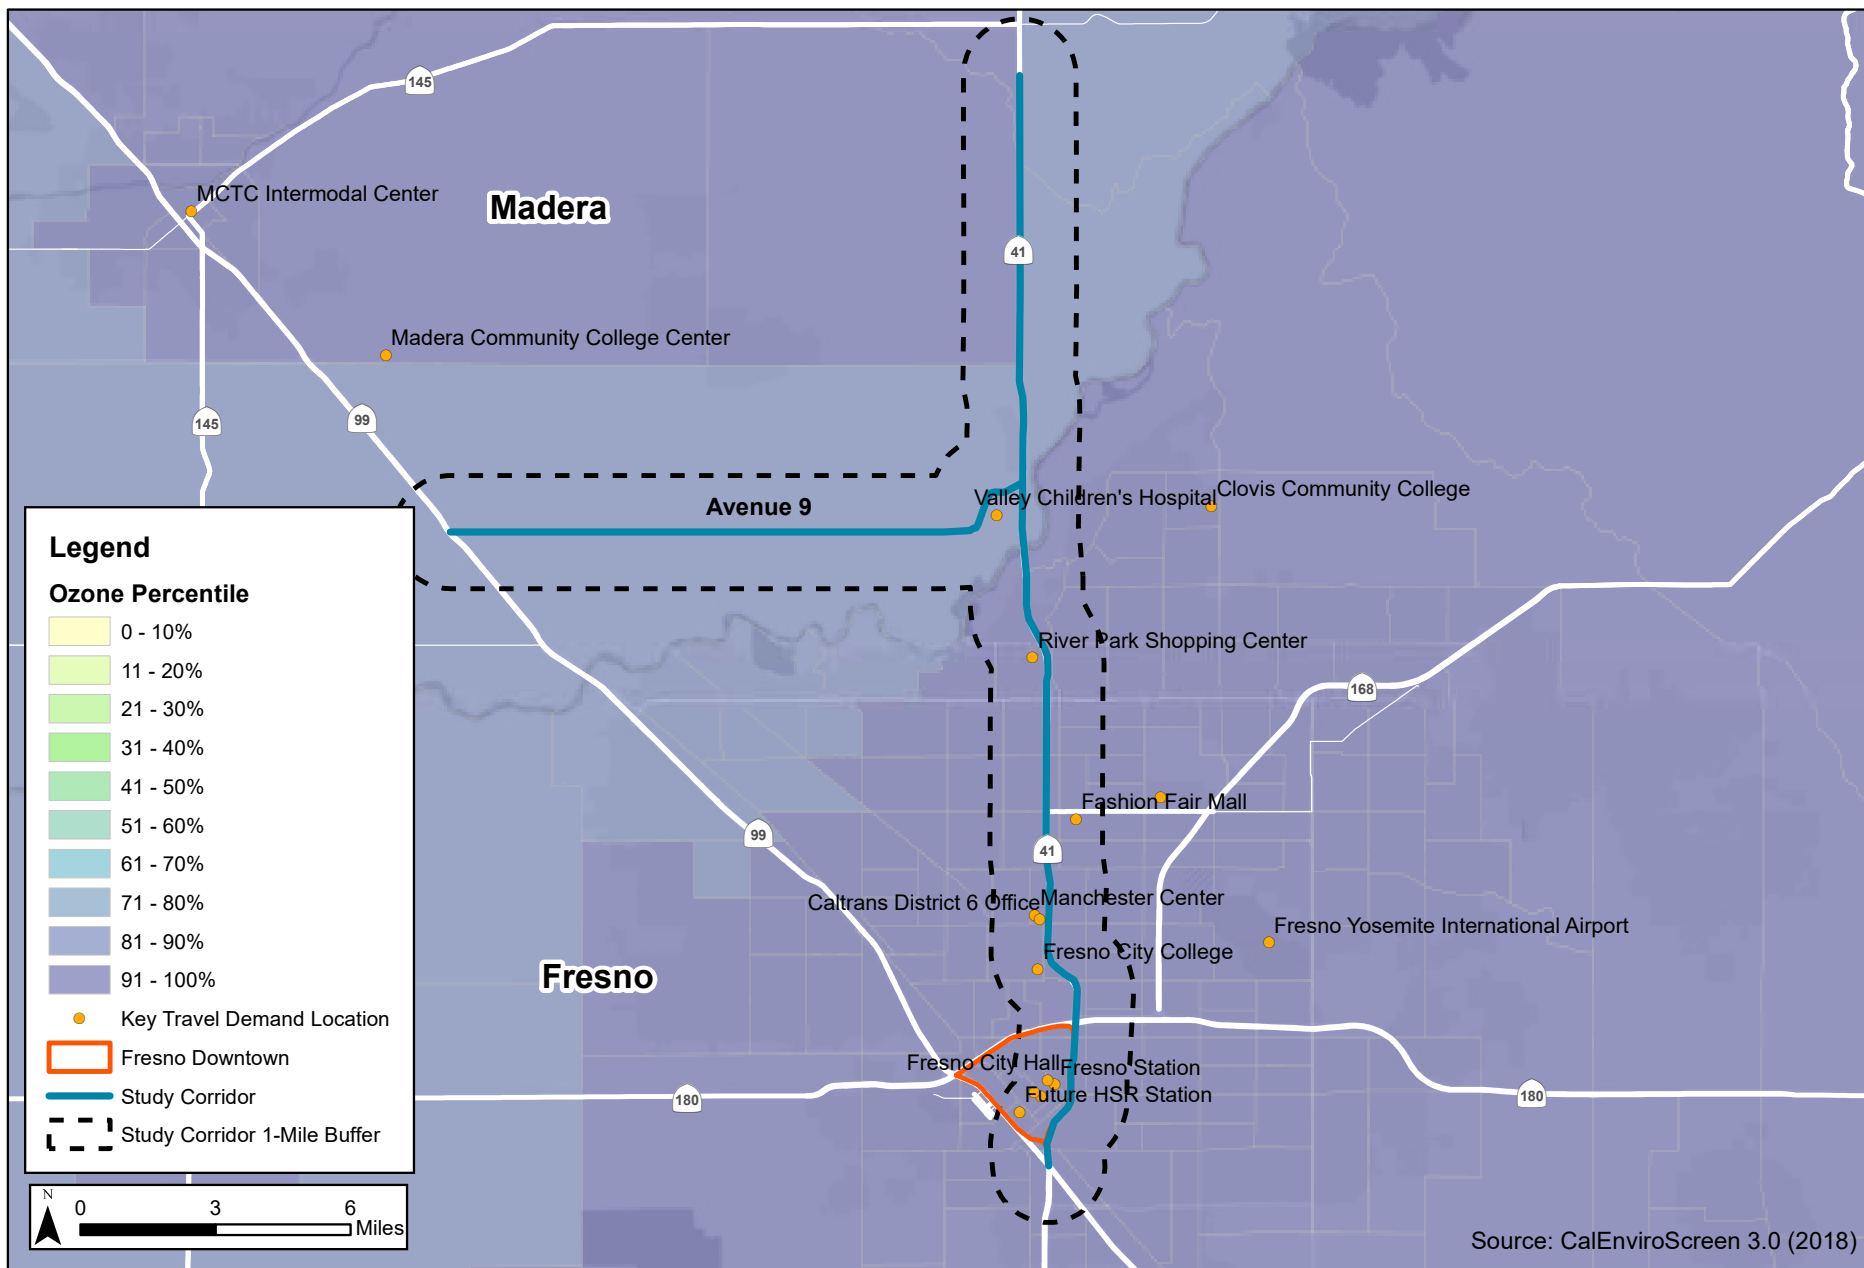 145
MCTC Intermodal Center
Madera
41
Madera Community College Center
145
99
Avenue 9
Valley Children's Hospital
Clovis Community College
River Park Shopping Center
168
Fashion Fair Mall
99
41
Caltrans District 6 Office
Manchester Center
Fresno Yosemite International Airport
Fresno City College
Fresno
Fresno City Hall
Fresno Station
Future HSR Station
180
180
Legend
Ozone Percentile
0 - 10%
11 - 20%
21 - 30%
31 - 40%
41 - 50%
51 - 60%
61 - 70%
71 - 80%
81 - 90%
91 - 100%
Key Travel Demand Location
Fresno Downtown
Study Corridor
Study Corridor 1-Mile Buffer
N
0 3 6
Miles
Source: CalEnviroScreen 3.0 (2018)